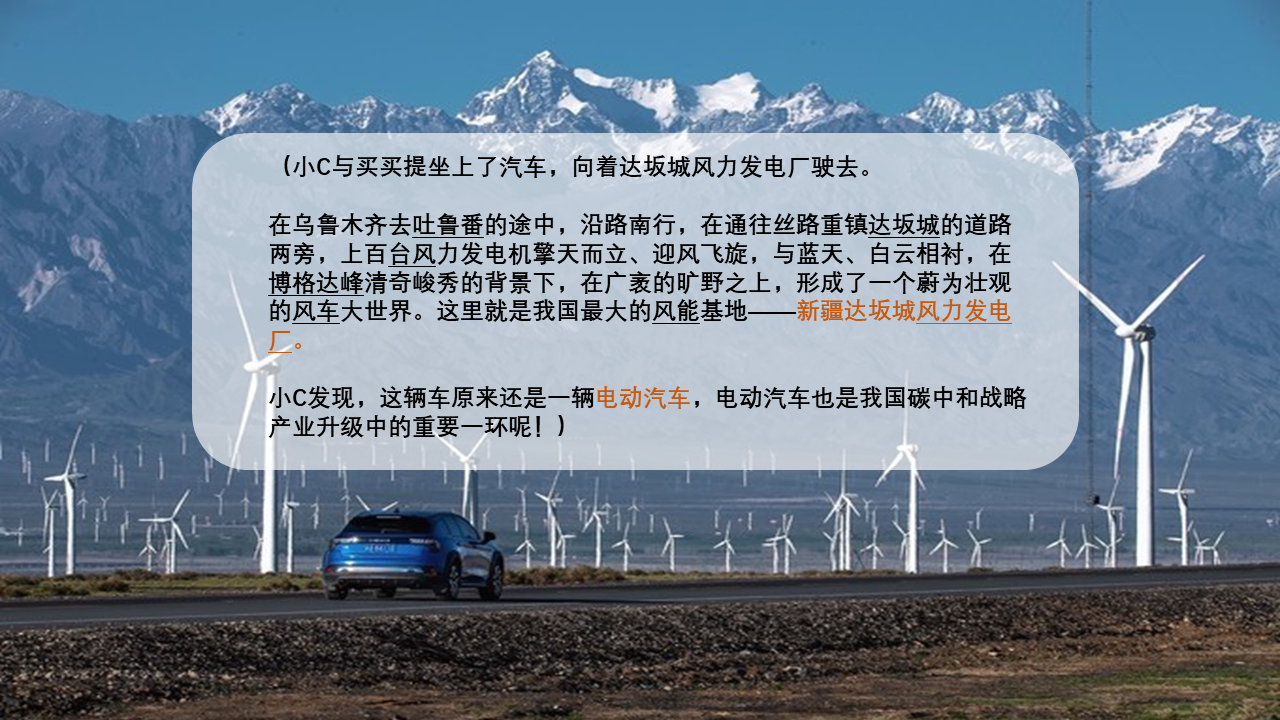 （小C与买买提坐上了汽车，向着达坂城风力发电厂驶去。
在乌鲁木齐去吐鲁番的途中，沿路南行，在通往丝路重镇达坂城的道路
两旁，上百台风力发电机擎天而立、迎风飞旋，与蓝天、白云相衬，在
博格达峰清奇峻秀的背景下，在广袤的旷野之上，形成了一个蔚为壮观
的风车大世界。这里就是我国最大的风能基地——新疆达坂城风力发电
厂。
小C发现，这辆车原来还是一辆电动汽车，电动汽车也是我国碳中和战略
产业升级中的重要一环呢！）